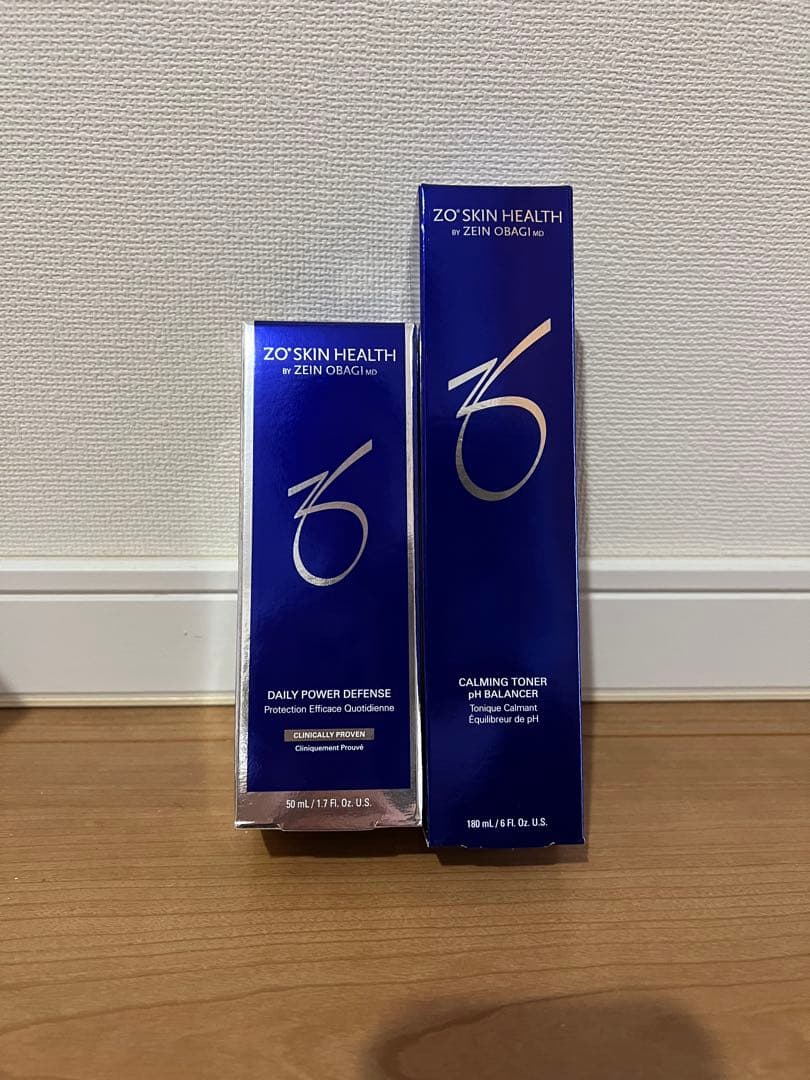 ZO® SKIN HEALTH
BY ZEIN OBAGI MD
DAILY POWER DEFENSE
Protection Efficace Quotidienne
CLINICALLY PROVEN
Cliniquement Prouvé
50 mL / 1.7 Fl. Oz. U.S.
ZO® SKIN HEALTH
BY ZEIN OBAGI MD
CALMING TONER
pH BALANCER
Tonique Calmant
Équilibreur de pH
180 mL / 6 Fl. Oz. U.S.